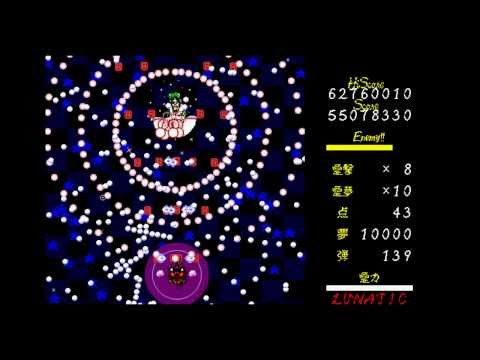 HiScore
62760010
Score
55078330
Enemy!!
霊撃 × 8
霊夢 × 10
点 43
夢 10000
弾 139
霊力
LUNATIC